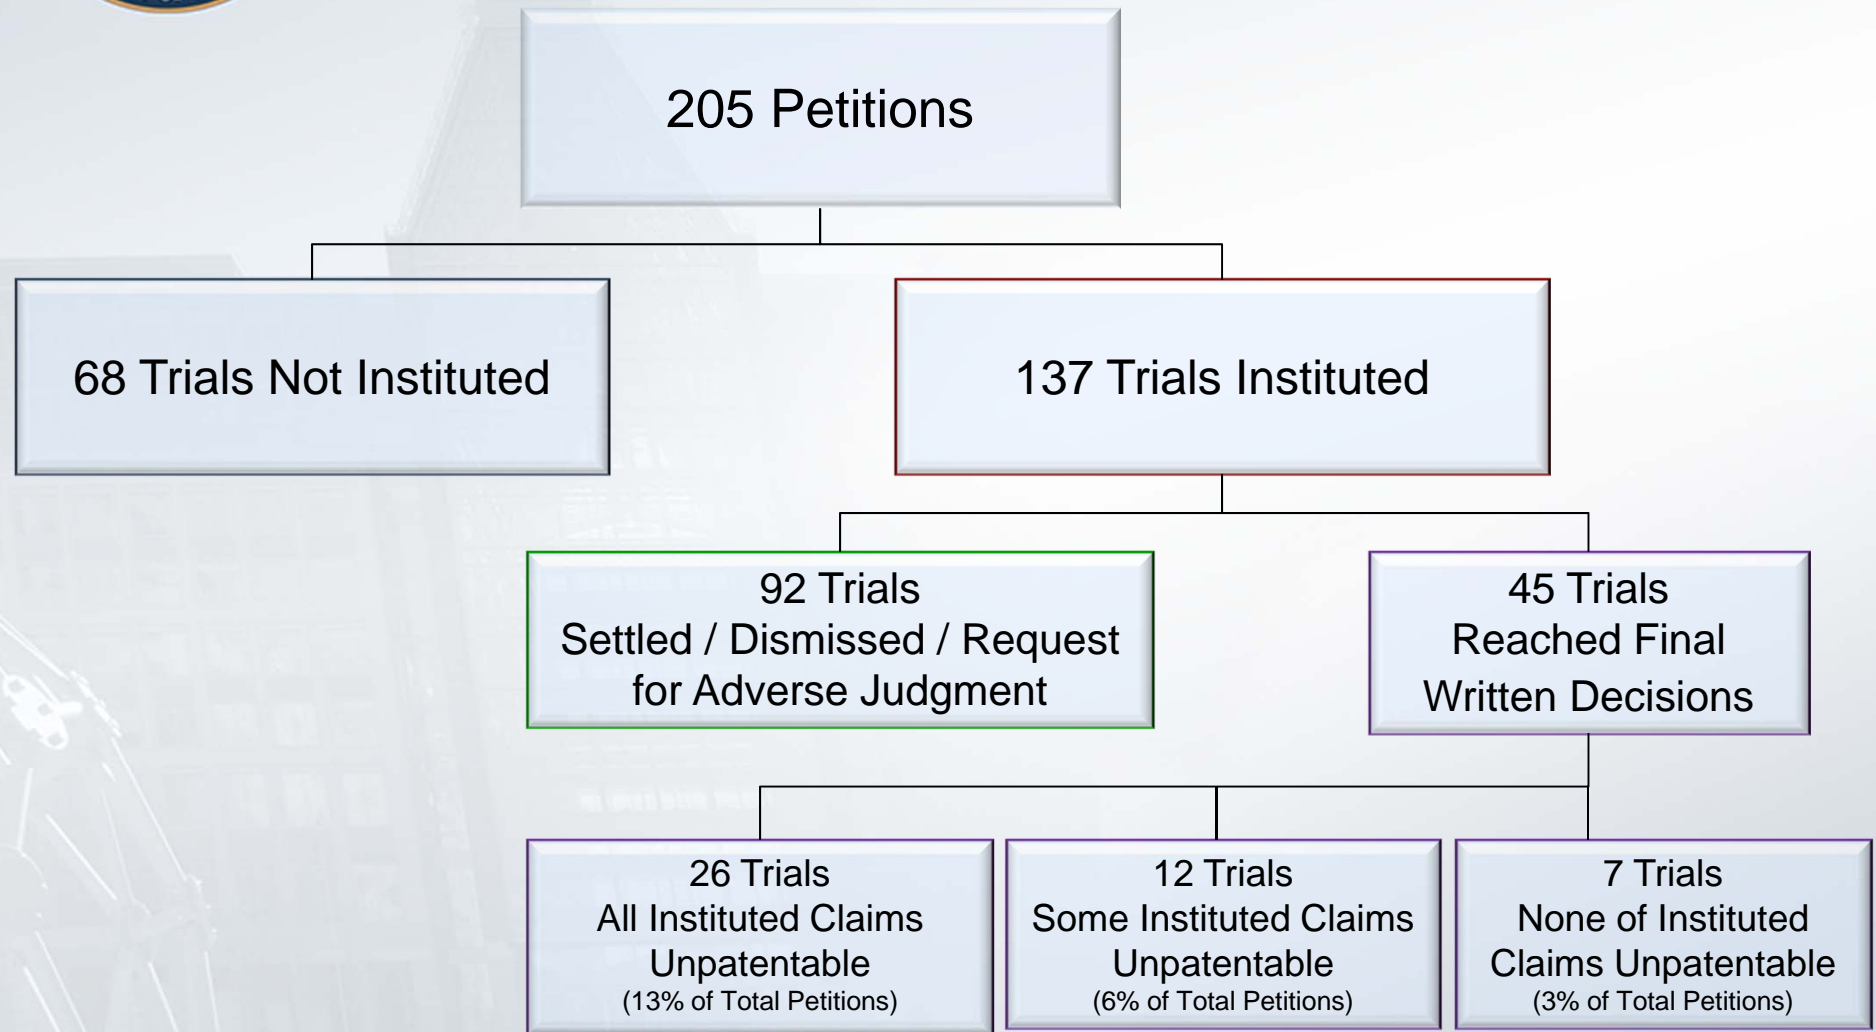 205 Petitions
68 Trials Not Instituted
137 Trials Instituted
92 Trials
Settled / Dismissed / Request
for Adverse Judgment
45 Trials
Reached Final
Written Decisions
26 Trials
All Instituted Claims
Unpatentable
(13% of Total Petitions)
12 Trials
Some Instituted Claims
Unpatentable
(6% of Total Petitions)
7 Trials
None of Instituted
Claims Unpatentable
(3% of Total Petitions)